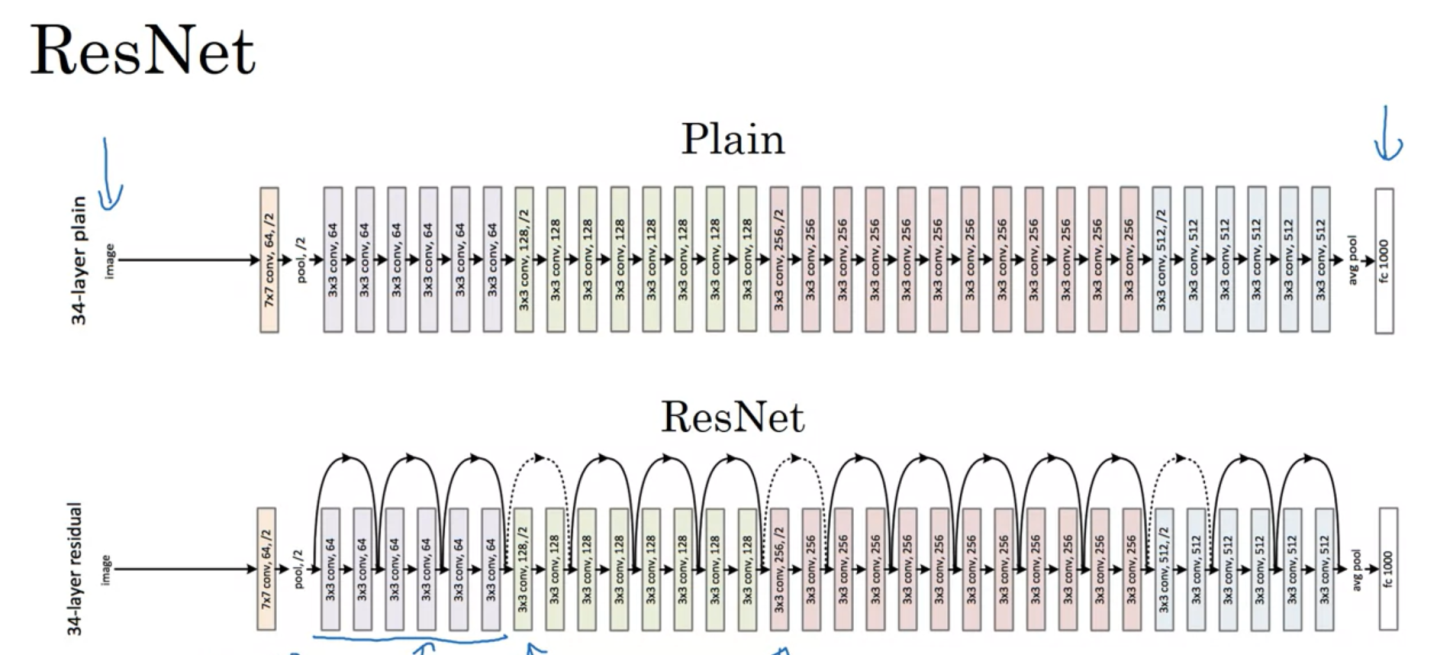 ResNet
Plain
34-layer plain
image
7x7 conv, 64, /2
pool, /2
3x3 conv, 64
3x3 conv, 64
3x3 conv, 64
3x3 conv, 64
3x3 conv, 64
3x3 conv, 64
3x3 conv, 128, /2
3x3 conv, 128
3x3 conv, 128
3x3 conv, 128
3x3 conv, 128
3x3 conv, 128
3x3 conv, 128
3x3 conv, 128
3x3 conv, 256, /2
3x3 conv, 256
3x3 conv, 256
3x3 conv, 256
3x3 conv, 256
3x3 conv, 256
3x3 conv, 256
3x3 conv, 256
3x3 conv, 256
3x3 conv, 256
3x3 conv, 256
3x3 conv, 256
3x3 conv, 512, /2
3x3 conv, 512
3x3 conv, 512
3x3 conv, 512
3x3 conv, 512
3x3 conv, 512
avg pool
fc 1000
ResNet
34-layer residual
image
7x7 conv, 64, /2
pool, /2
3x3 conv, 64
3x3 conv, 64
3x3 conv, 64
3x3 conv, 64
3x3 conv, 64
3x3 conv, 64
3x3 conv, 128, /2
3x3 conv, 128
3x3 conv, 128
3x3 conv, 128
3x3 conv, 128
3x3 conv, 128
3x3 conv, 128
3x3 conv, 128
3x3 conv, 256, /2
3x3 conv, 256
3x3 conv, 256
3x3 conv, 256
3x3 conv, 256
3x3 conv, 256
3x3 conv, 256
3x3 conv, 256
3x3 conv, 256
3x3 conv, 256
3x3 conv, 256
3x3 conv, 256
3x3 conv, 512, /2
3x3 conv, 512
3x3 conv, 512
3x3 conv, 512
3x3 conv, 512
3x3 conv, 512
avg pool
fc 1000